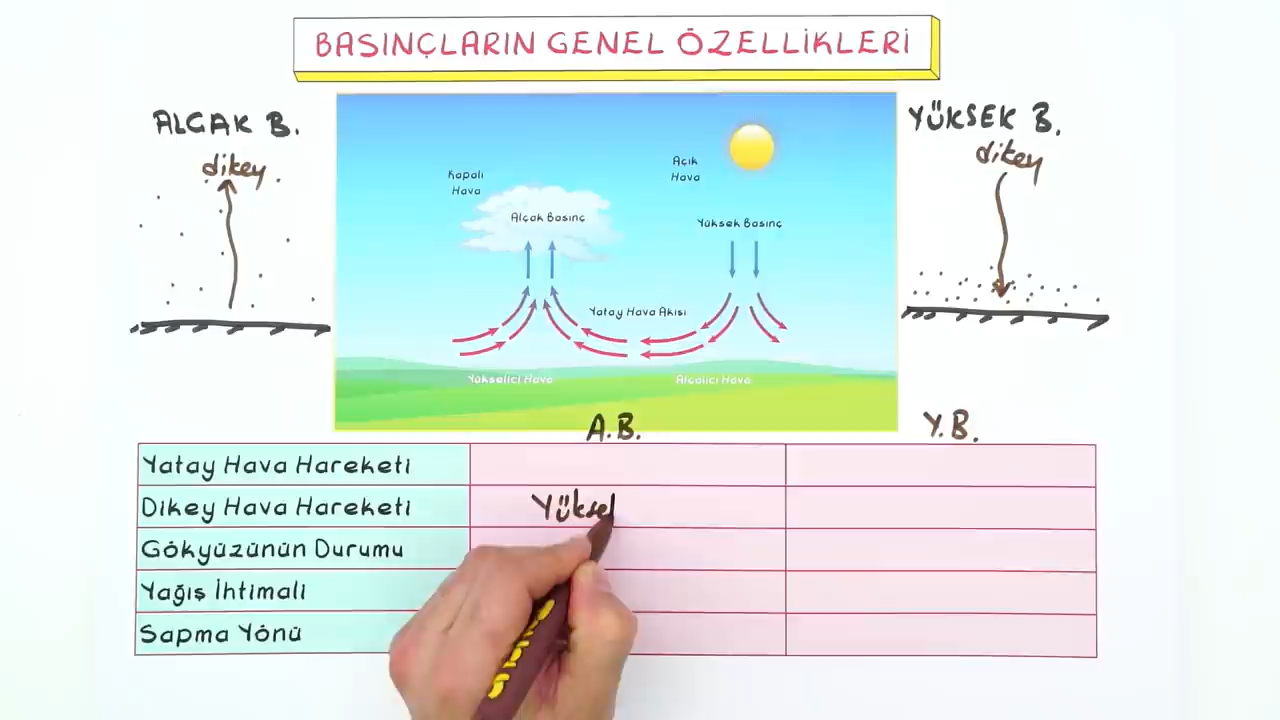 BASINÇLARIN GENEL ÖZELLİKLERİ
ALÇAK B.
YÜKSEK B.
dikey
dikey
Kapalı
Hava
Açık
Hava
Alçak Basınç
Yüksek Basınç
Yatay Hava Akışı
Yükselici Hava
Alçalıcı Hava
A.B.
Y.B.
Yatay Hava Hareketi
Dikey Hava Hareketi
Yüksel
Gökyüzünün Durumu
Yağış İhtimali
Sapma Yönü